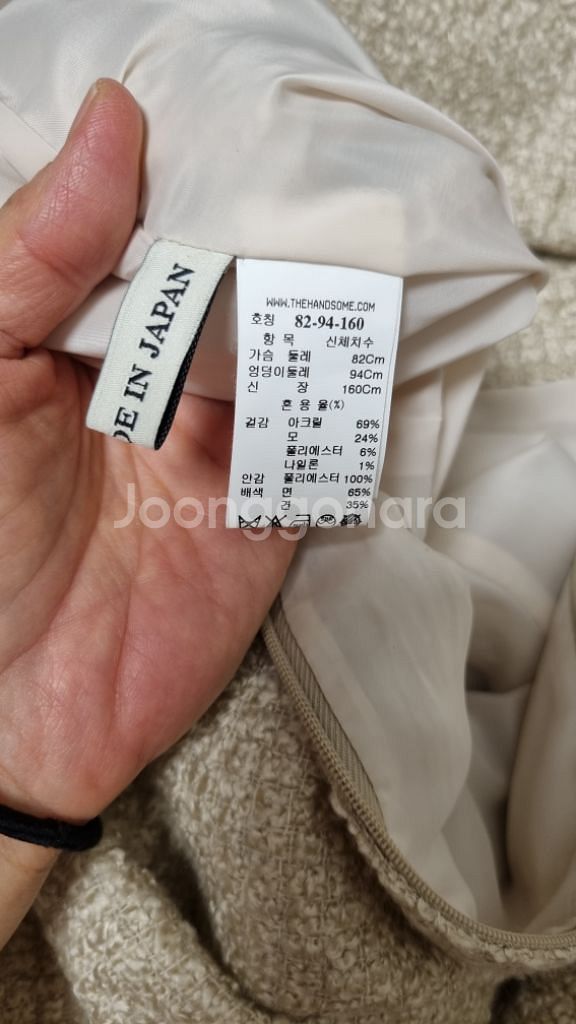 DE IN JAPAN
WWW.THEHANDSOME.COM
호칭 82-94-160
항 목 신체치수
가슴 둘레 82Cm
엉덩이둘레 94Cm
신 장 160Cm
혼 용 율(%)
겉감 아크릴 69%
모 24%
폴리에스터 6%
나일론 1%
안감 폴리에스터 100%
배색 면 65%
견 35%
Joonggonara